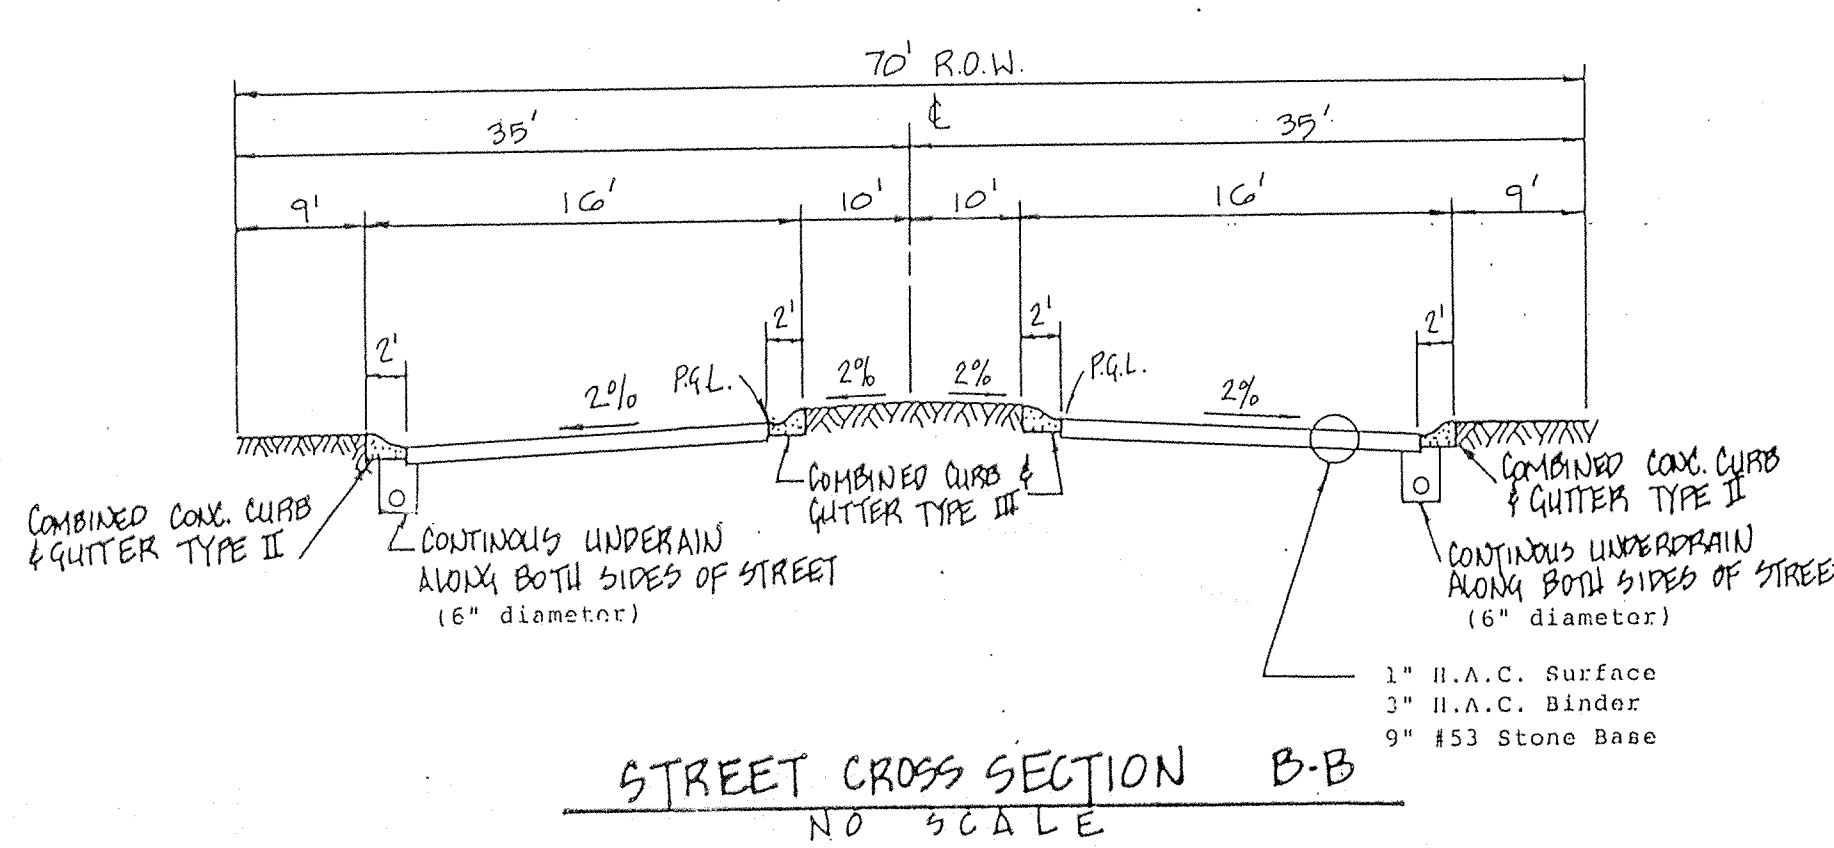 70' R.O.W.
℄
35' 35'
9' 16' 10' 10' 16' 9'
2' 2' 2' 2'
2% P.G.L. 2% 2% P.G.L. 2%
COMBINED CONC. CURB
& GUTTER TYPE II
CONTINOUS UNDERAIN
ALONG BOTH SIDES OF STREET
(6" diameter)
COMBINED CURB &
GUTTER TYPE III
COMBINED CONC. CURB
& GUTTER TYPE II
CONTINOUS UNDERDRAIN
ALONG BOTH SIDES OF STREE
(6" diameter)
1" H.A.C. Surface
3" H.A.C. Binder
9" #53 Stone Base
STREET CROSS SECTION B-B
NO SCALE